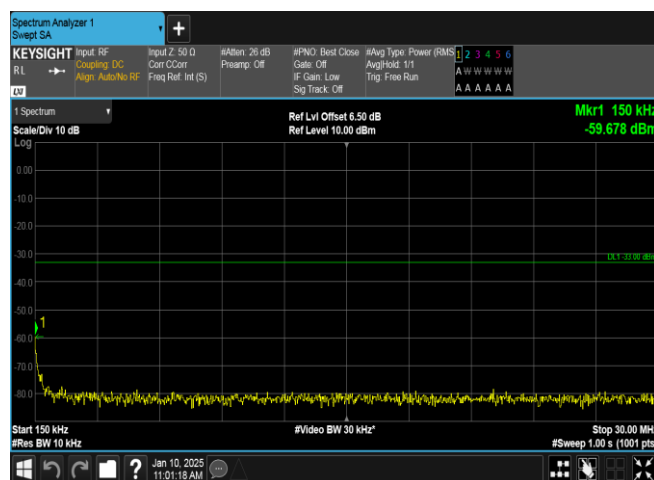 Spectrum Analyzer 1
Swept SA
KEYSIGHT
RL
LXI
Input: RF
Coupling: DC
Align: Auto/No RF
Input Z: 50 Ω
Corr CCorr
Freq Ref: Int (S)
#Atten: 26 dB
Preamp: Off
#PNO: Best Close
Gate: Off
IF Gain: Low
Sig Track: Off
#Avg Type: Power (RMS
Avg|Hold: 1/1
Trig: Free Run
1 2 3 4 5 6
A W W W W W
A A A A A A
1 Spectrum
Scale/Div 10 dB
Ref Lvl Offset 6.50 dB
Ref Level 10.00 dBm
Mkr1 150 kHz
-59.678 dBm
Log
0.00
-10.0
-20.0
-30.0
DL1 -33.00 dBm
-40.0
-50.0
1
-60.0
-70.0
-80.0
Start 150 kHz
#Video BW 30 kHz*
Stop 30.00 MHz
#Res BW 10 kHz
#Sweep 1.00 s (1001 pts
?
Jan 10, 2025
11:01:18 AM